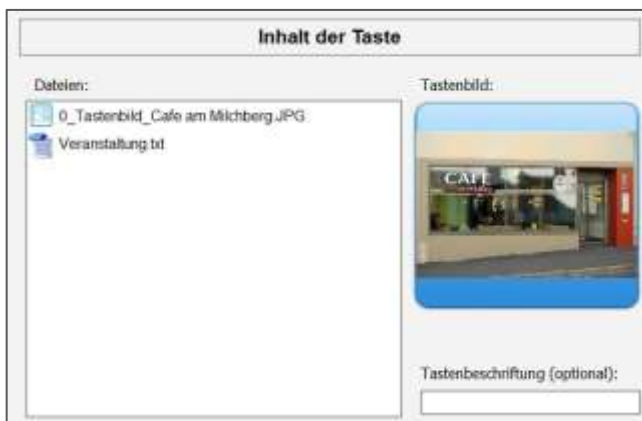 Inhalt der Taste
Dateien:
0_Tastenbild_Cafe am Milchberg.JPG
Veranstaltung.txt
Tastenbild:
CAFE
Tastenbeschriftung (optional):